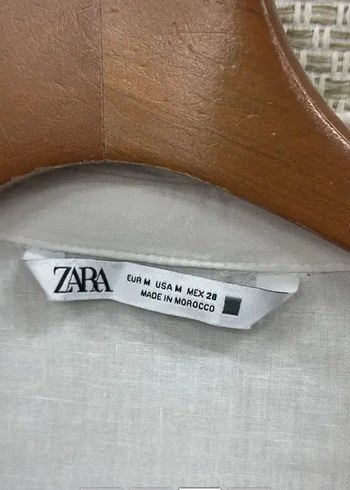 ZARA
EUR M USA M MEX 28
MADE IN MOROCCO